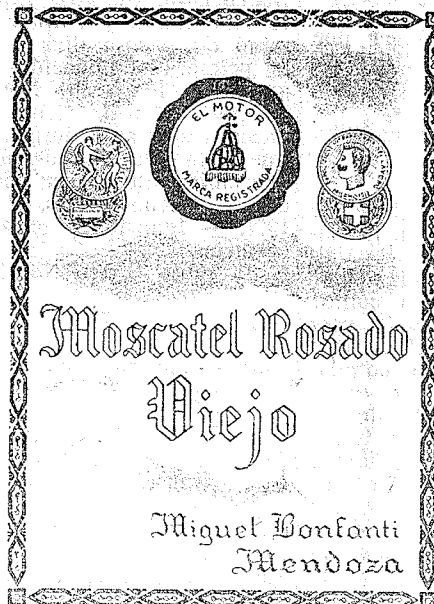 EL MOTOR
MARCA REGISTRADA
Moscatel Rosado
Viejo
Miguel Bonfanti
Mendoza